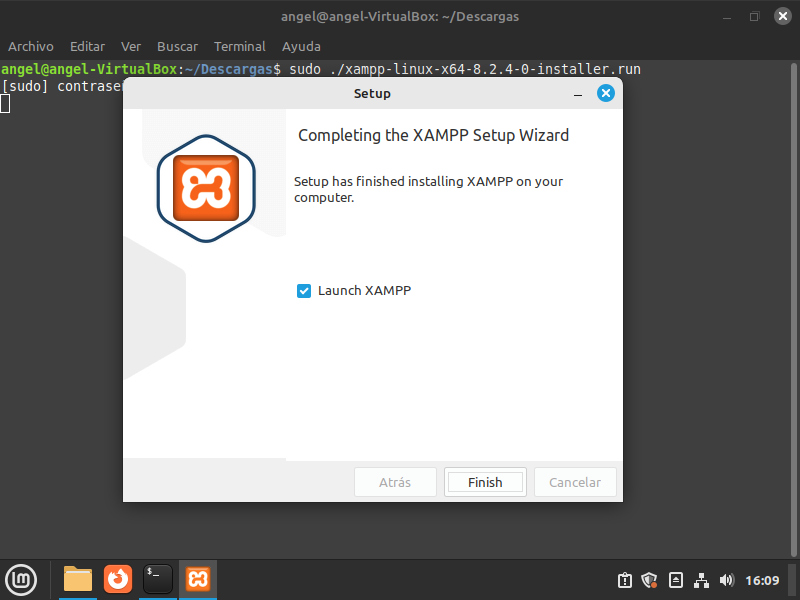 angel@angel-VirtualBox: ~/Descargas
Archivo Editar Ver Buscar Terminal Ayuda
angel@angel-VirtualBox:~/Descargas$ sudo ./xampp-linux-x64-8.2.4-0-installer.run
[sudo]
Setup
Completing the XAMPP Setup Wizard
Setup has finished installing XAMPP on your
computer.
Launch XAMPP
Atrás Finish Cancelar
$_
16:09